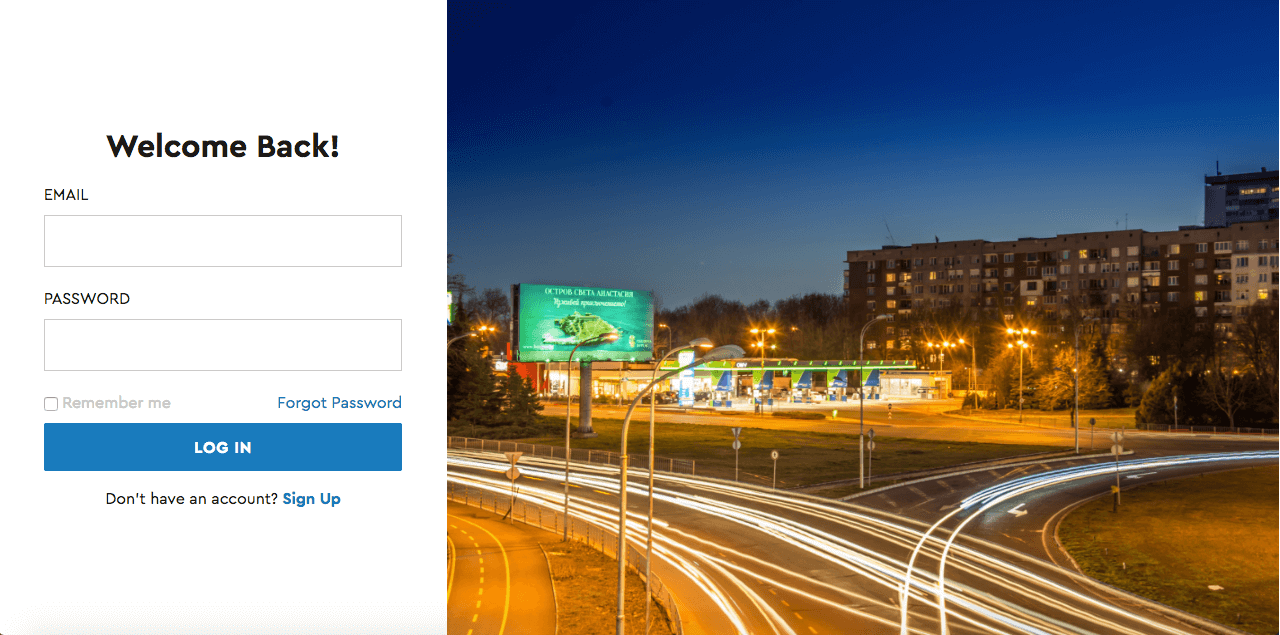 Welcome Back!
EMAIL
PASSWORD
Remember me
Forgot Password
LOG IN
Don't have an account? Sign Up
ОСТРОВ СВЕТА АНАСТАСИЯ
OMV